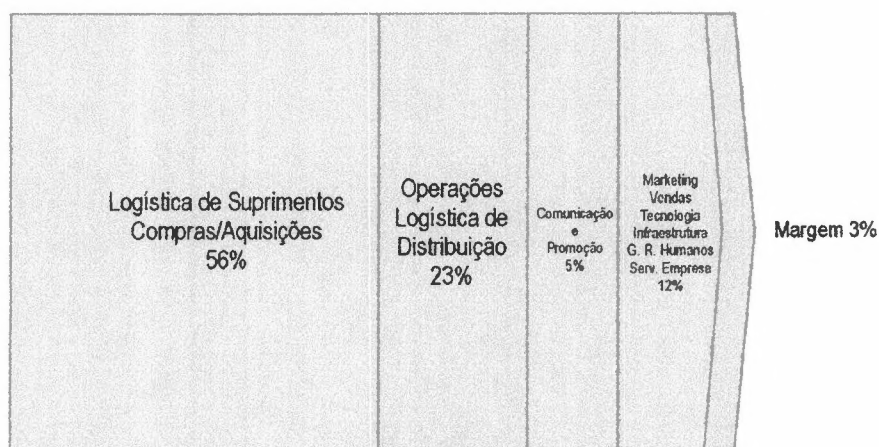 Logística de Suprimentos
Compras/Aquisições
56%
Operações
Logística de
Distribuição
23%
Comunicação
e
Promoção
5%
Marketing
Vendas
Tecnologia
Infraestrutura
G. R. Humanos
Serv. Empresa
12%
Margem 3%